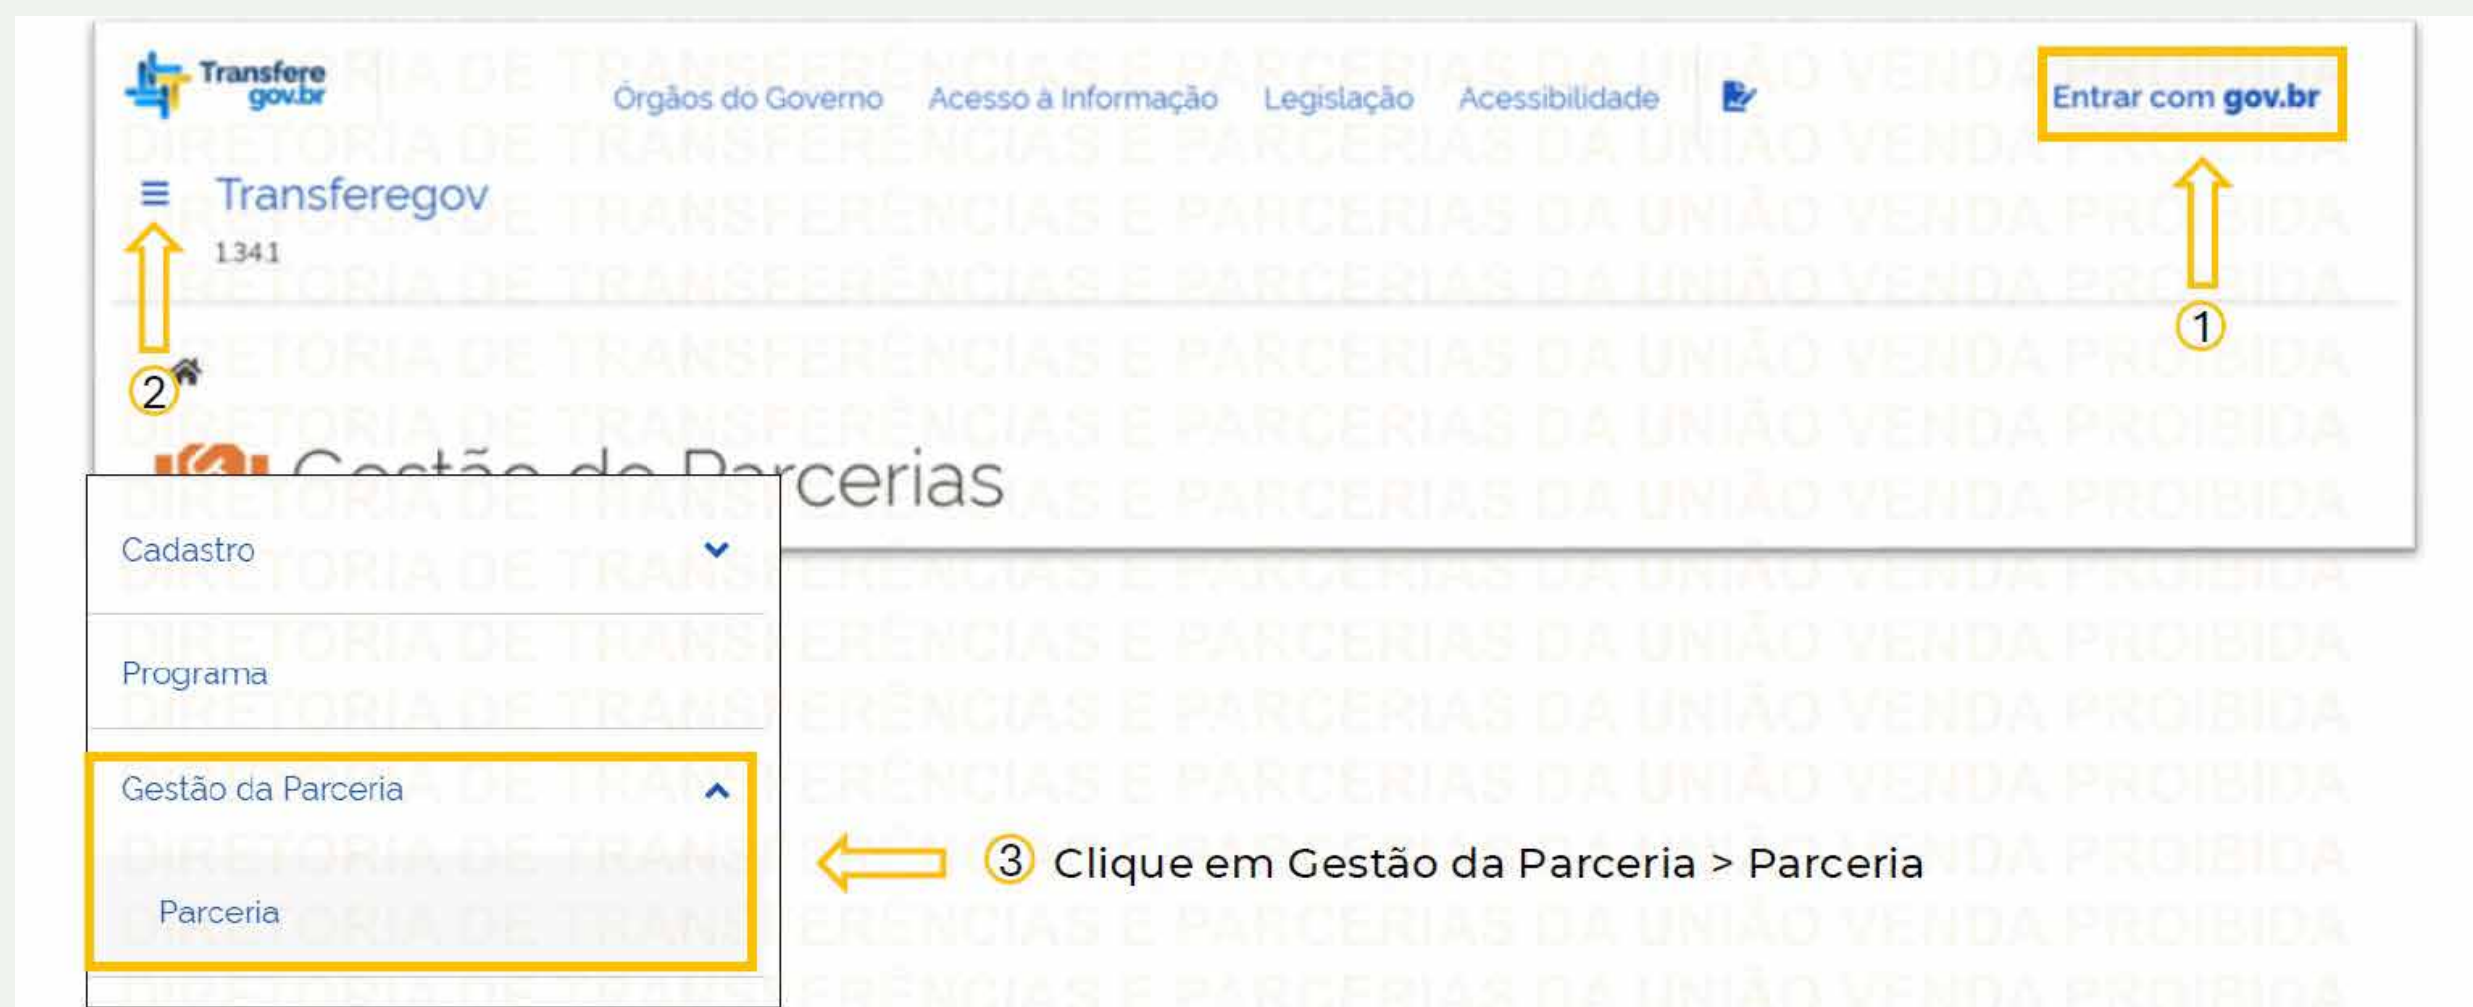 Transfere
gov.br
Órgãos do Governo Acesso à Informação Legislação Acessibilidade
Entrar com gov.br
Transferegov
1.34.1
1
2
Gestão de Parcerias
Cadastro
Programa
Gestão da Parceria
Parceria
3 Clique em Gestão da Parceria > Parceria
DIRETORIA DE TRANSFERÊNCIAS E PARCERIAS DA UNIÃO VENDA PROIBIDA